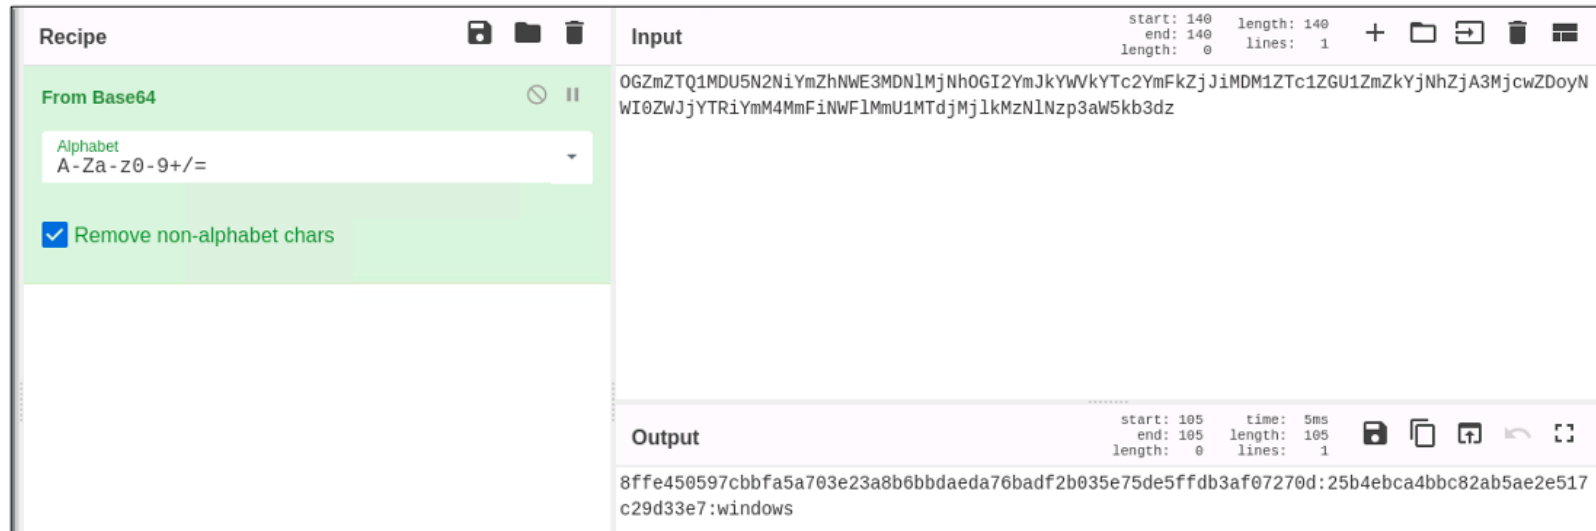 Recipe
From Base64
Alphabet
A-Za-z0-9+/=
Remove non-alphabet chars
Input
start: 140 length: 140
end: 140 lines: 1
length: 0
OGZmZTQ1MDU5N2NiYmZhNWE3MDNlMjNhOGI2YmJkYWVkYTc2YmFkZjJiMDM1ZTc1ZGU1ZmZkYjNhZjA3MjcwZDoyN
WI0ZWJjYTRiYmM4MmFiNWFlMmU1MTdjMjlkMzNlNzp3aW5kb3dz
Output
start: 105 time: 5ms
end: 105 length: 105
length: 0 lines: 1
8ffe450597cbbfa5a703e23a8b6bbdaeda76badf2b035e75de5ffdb3af07270d:25b4ebca4bbc82ab5ae2e517
c29d33e7:windows